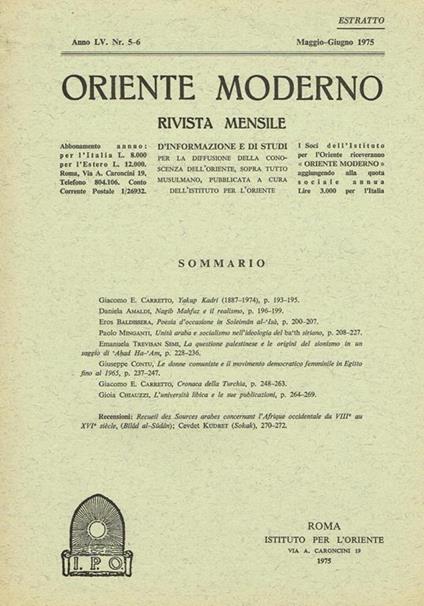 ESTRATTO
Anno LV. Nr. 5-6 Maggio-Giugno 1975
ORIENTE MODERNO
RIVISTA MENSILE
Abbonamento annuo:
per l'Italia L. 8.000
per l'Estero L. 12.000.
Roma, Via A. Caroncini 19.
Telefono 804.106. Conto
Corrente Postale 1/26932.
D'INFORMAZIONE E DI STUDI
PER LA DIFFUSIONE DELLA CONO-
SCENZA DELL'ORIENTE, SOPRA TUTTO
MUSULMANO, PUBBLICATA A CURA
DELL'ISTITUTO PER L'ORIENTE
I Soci dell'Istituto
per l'Oriente riceveranno
« ORIENTE MODERNO »
aggiungendo alla quota
sociale annua
Lire 3.000 per l'Italia
SOMMARIO
Giacomo E. CARRETTO, Yakup Kadri (1887-1974), p. 193-195.
Daniela AMALDI, Nagib Mahfuz e il realismo, p. 196-199.
Eros BALDISSERA, Poesia d'occasione in Soleimān al-‘Isà, p. 200-207.
Paolo MINGANTI, Unità araba e socialismo nell'ideologia del ba‘th siriano, p. 208-227.
Emanuela TREVISAN SEMI, La questione palestinese e le origini del sionismo in un
saggio di ‘Aḥad Ha-‘Am, p. 228-236.
Giuseppe CONTU, Le donne comuniste e il movimento democratico femminile in Egitto
fino al 1965, p. 237-247.
Giacomo E. CARRETTO, Cronaca della Turchia, p. 248-263.
Gioia CHIAUZZI, L'università libica e le sue publicazioni, p. 264-269.
Recensioni: Recueil des Sources arabes concernant l'Afrique occidentale du VIIIᵉ au
XVIᵉ siècle, (Bilād al-Sūdān); Cevdet KUDRET (Sokak), 270-272.
I.P.O.
ROMA
ISTITUTO PER L'ORIENTE
VIA A. CARONCINI 19
1975